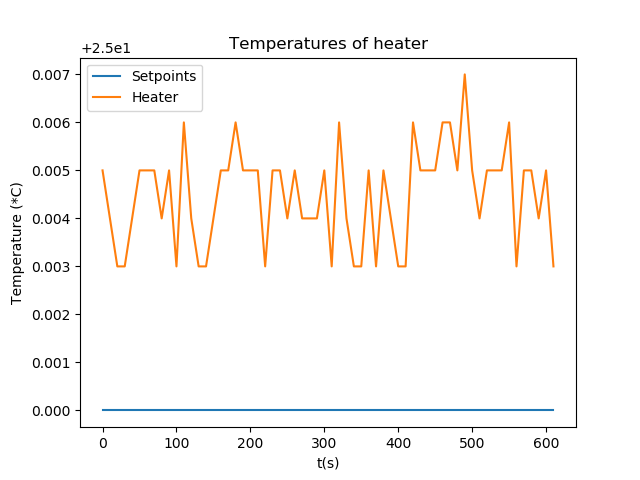 Temperatures of heater
+2.5e1
Setpoints
Heater
0.007
0.006
0.005
0.004
0.003
0.002
0.001
0.000
Temperature (*C)
0 100 200 300 400 500 600
t(s)